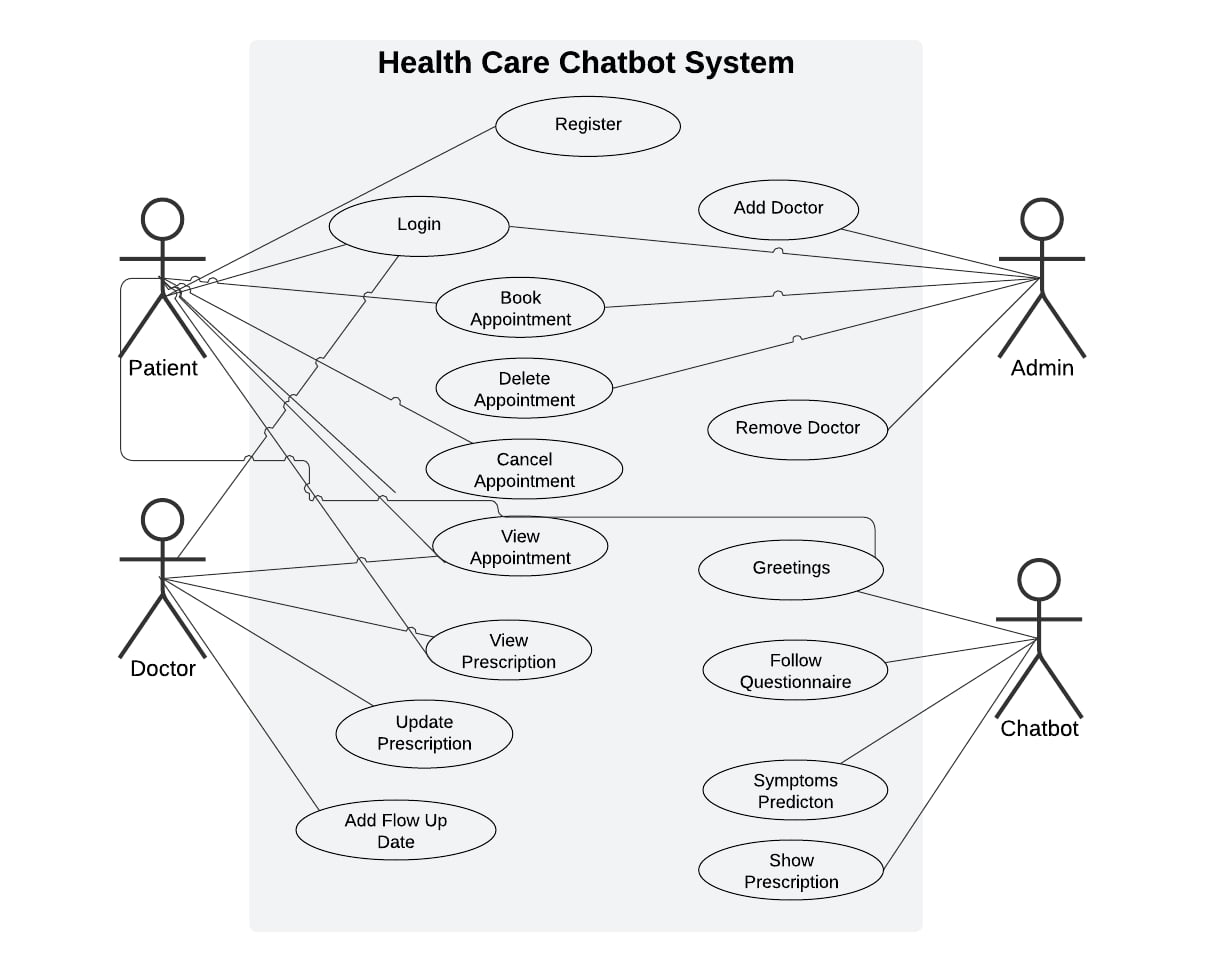 Health Care Chatbot System
Register
Add Doctor
Login
Book
Appointment
Patient
Admin
Delete
Appointment
Remove Doctor
Cancel
Appointment
View
Appointment
Greetings
Doctor
View
Prescription
Follow
Questionnaire
Chatbot
Update
Prescription
Symptoms
Predicton
Add Flow Up
Date
Show
Prescription